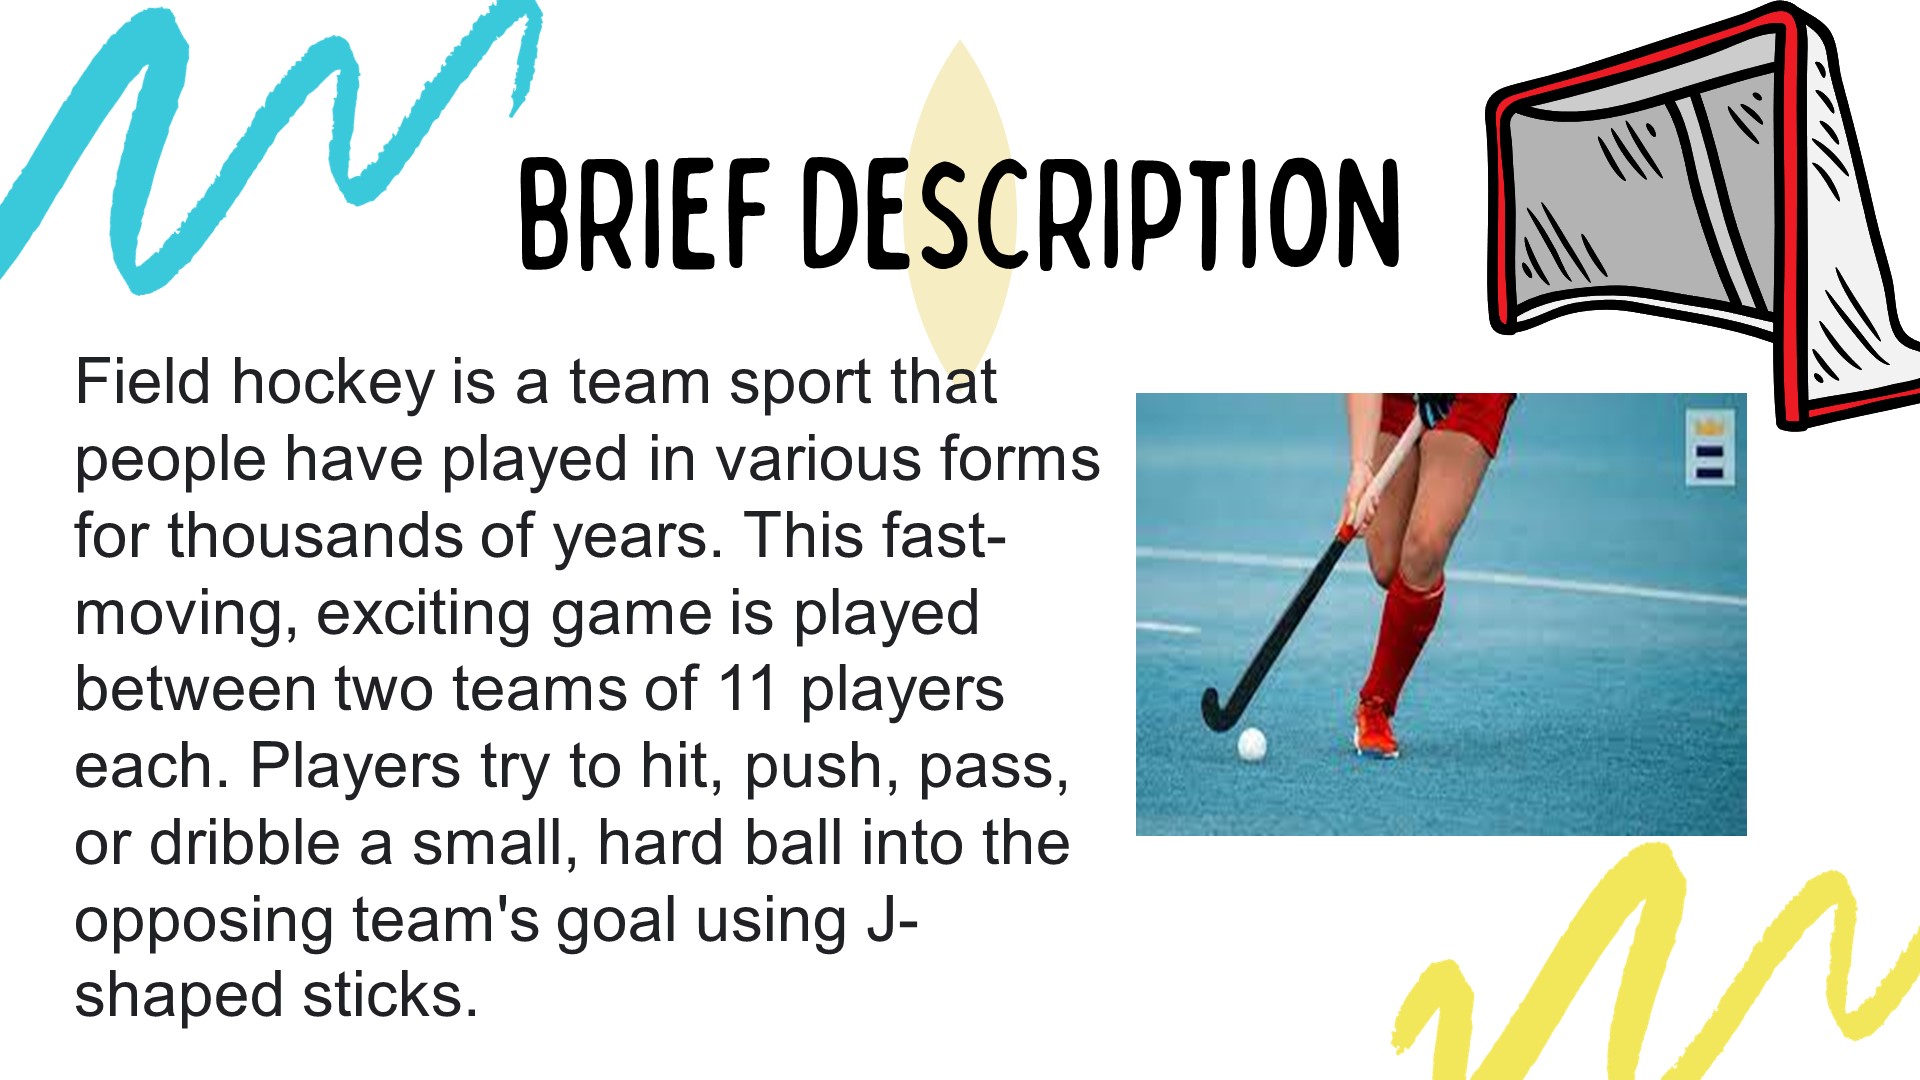 BRIEF DESCRIPTION
Field hockey is a team sport that
people have played in various forms
for thousands of years. This fast-
moving, exciting game is played
between two teams of 11 players
each. Players try to hit, push, pass,
or dribble a small, hard ball into the
opposing team's goal using J-
shaped sticks.